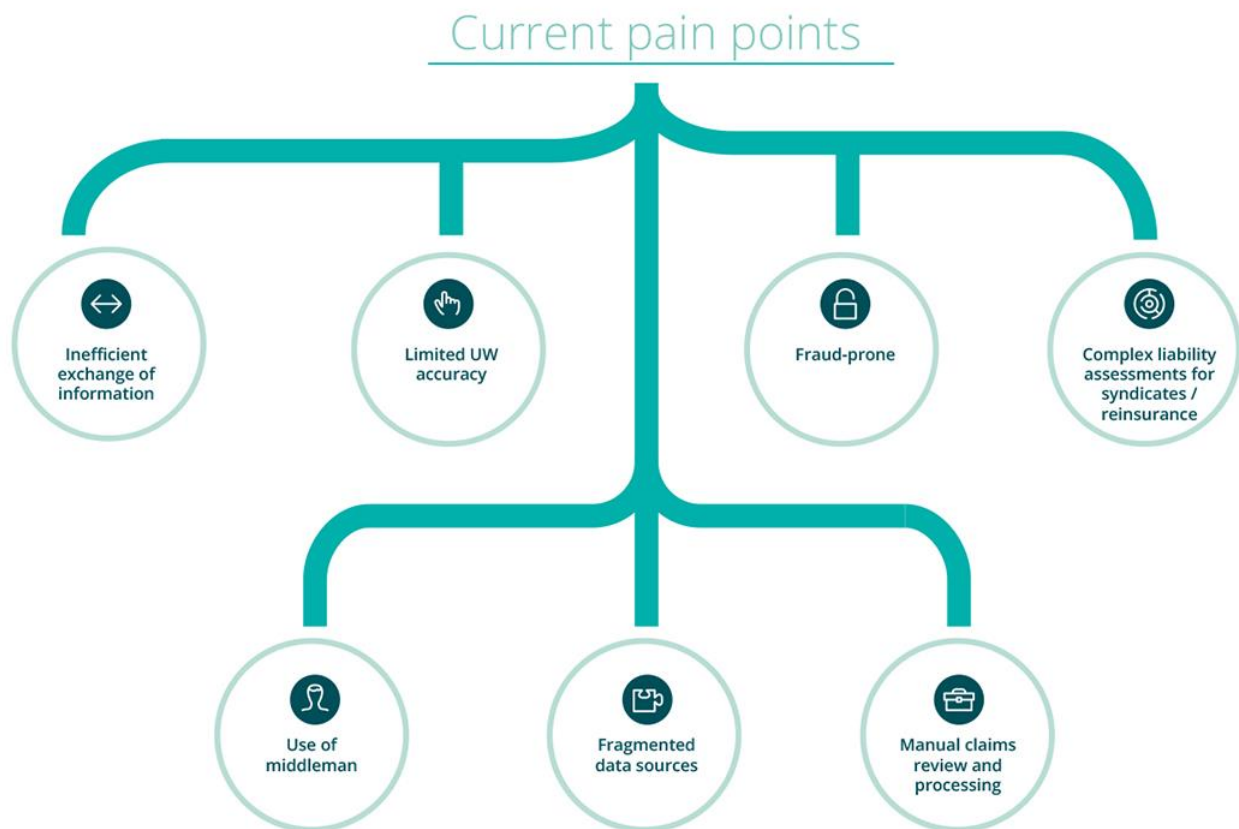 Current pain points
Inefficient
exchange of
information
Limited UW
accuracy
Fraud-prone
Complex liability
assessments for
syndicates /
reinsurance
Use of
middleman
Fragmented
data sources
Manual claims
review and
processing